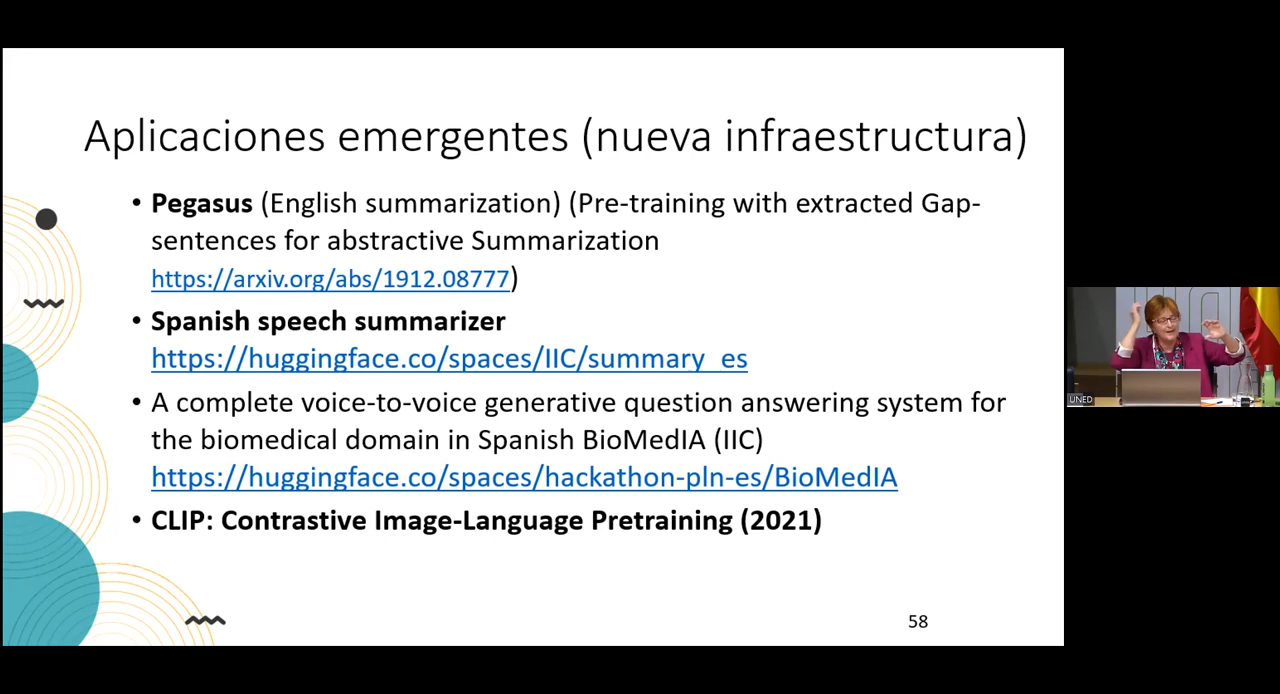 Aplicaciones emergentes (nueva infraestructura)
• Pegasus (English summarization) (Pre-training with extracted Gap-
sentences for abstractive Summarization
https://arxiv.org/abs/1912.08777)
• Spanish speech summarizer
https://huggingface.co/spaces/IIC/summary_es
• A complete voice-to-voice generative question answering system for
the biomedical domain in Spanish BioMedIA (IIC)
https://huggingface.co/spaces/hackathon-pln-es/BioMedIA
• CLIP: Contrastive Image-Language Pretraining (2021)
58
UNED